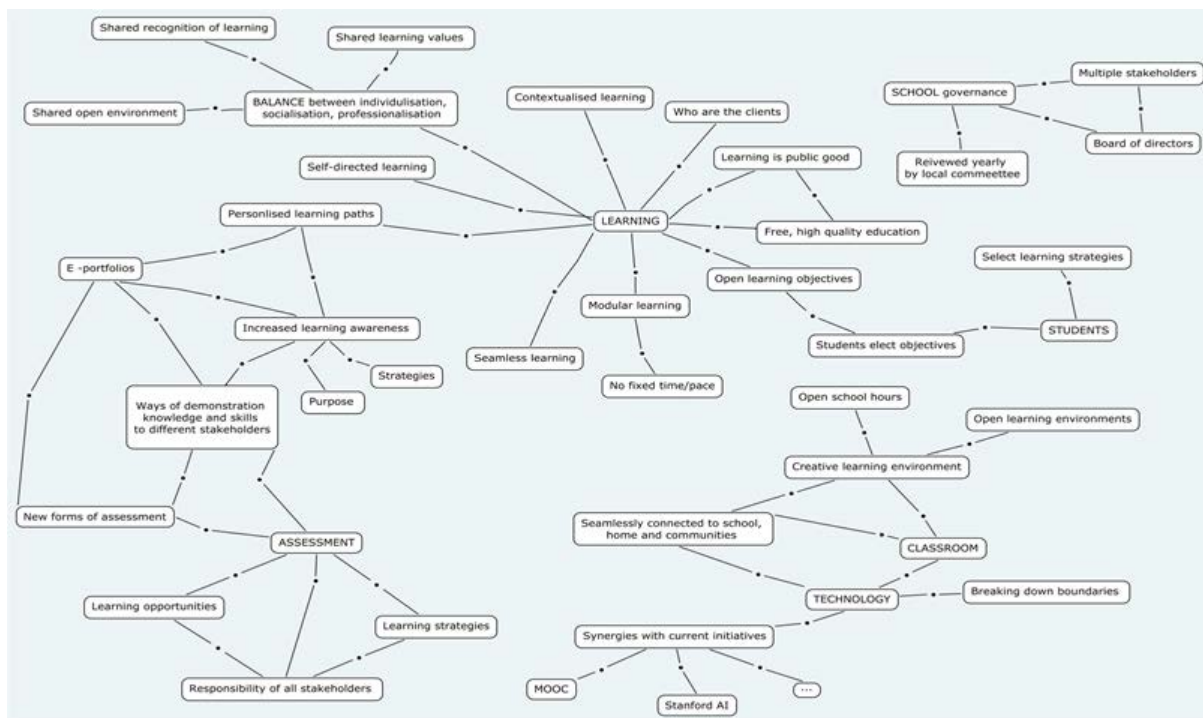 Shared recognition of learning
Shared learning values
Shared open environment
BALANCE between individulisation,
socialisation, professionalisation
Contextualised learning
Who are the clients
Multiple stakeholders
SCHOOL governance
Board of directors
Reivewed yearly
by local commeettee
Learning is public good
Self-directed learning
Personlised learning paths
LEARNING
Free, high quality education
E -portfolios
Open learning objectives
Select learning strategies
Modular learning
Increased learning awareness
STUDENTS
Students elect objectives
Seamless learning
Strategies
No fixed time/pace
Purpose
Ways of demonstration
knowledge and skills
to different stakeholders
Open school hours
Open learning environments
Creative learning environment
New forms of assessment
Seamlessly connected to school,
home and communities
ASSESSMENT
CLASSROOM
Breaking down boundaries
TECHNOLOGY
Learning opportunities
Learning strategies
Synergies with current initiatives
Responsibility of all stakeholders
MOOC
Stanford AI
...